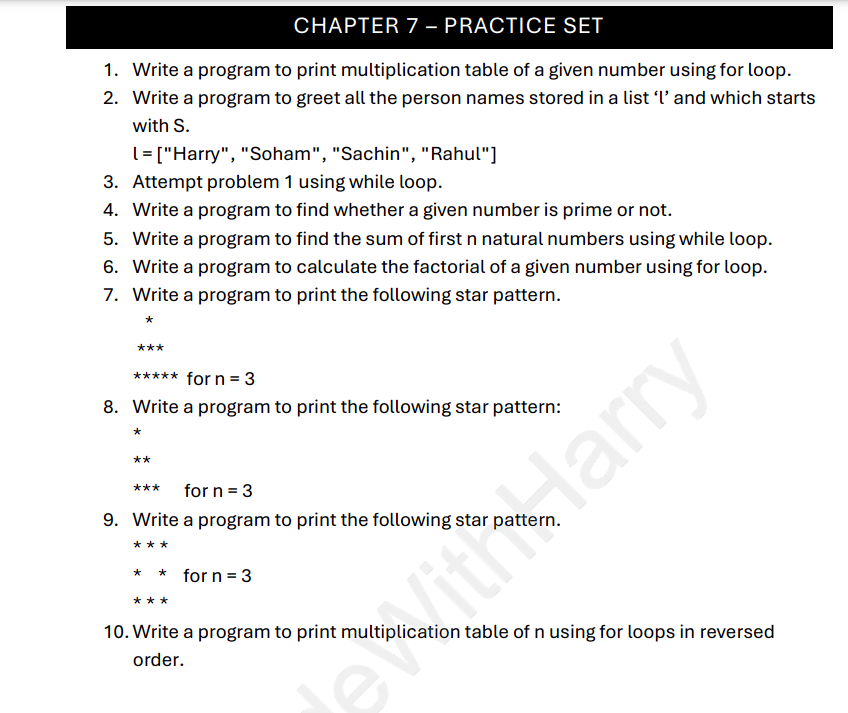 CHAPTER 7 – PRACTICE SET
1. Write a program to print multiplication table of a given number using for loop.
2. Write a program to greet all the person names stored in a list ‘l’ and which starts
with S.
l = ["Harry", "Soham", "Sachin", "Rahul"]
3. Attempt problem 1 using while loop.
4. Write a program to find whether a given number is prime or not.
5. Write a program to find the sum of first n natural numbers using while loop.
6. Write a program to calculate the factorial of a given number using for loop.
7. Write a program to print the following star pattern.
*
***
***** for n = 3
8. Write a program to print the following star pattern:
*
**
*** for n = 3
9. Write a program to print the following star pattern.
* * *
*   * for n = 3
* * *
10. Write a program to print multiplication table of n using for loops in reversed
order.
deWithHarry